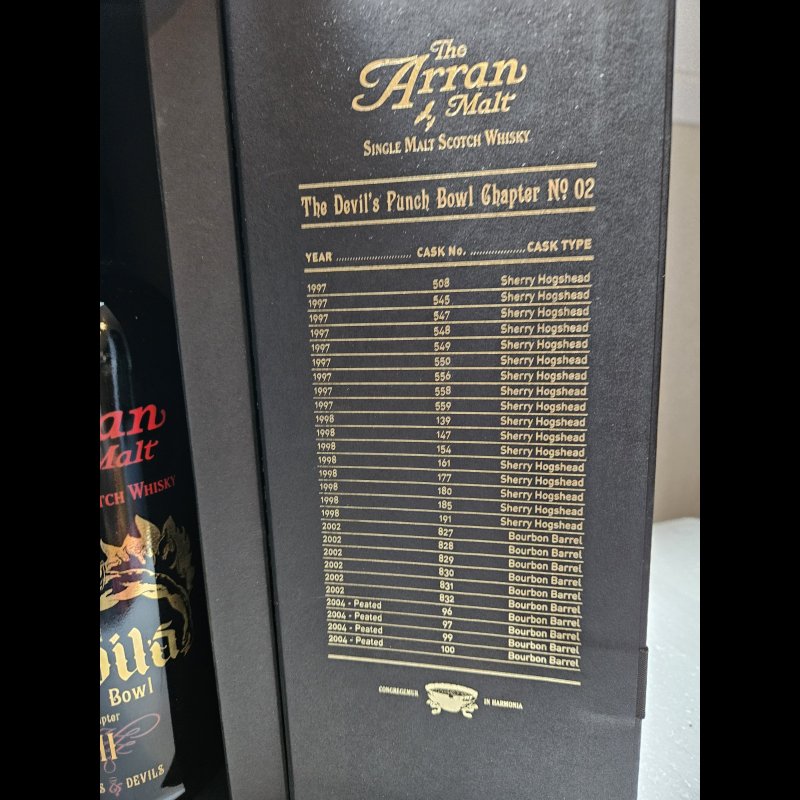 The
Arran
Malt
SINGLE MALT SCOTCH WHISKY
The Devil's Punch Bowl Chapter Nº 02
YEAR ........................ CASK No. .................. CASK TYPE
1997 508 Sherry Hogshead
1997 545 Sherry Hogshead
1997 547 Sherry Hogshead
1997 548 Sherry Hogshead
1997 549 Sherry Hogshead
1997 550 Sherry Hogshead
1997 556 Sherry Hogshead
1997 558 Sherry Hogshead
1997 559 Sherry Hogshead
1998 139 Sherry Hogshead
1998 147 Sherry Hogshead
1998 154 Sherry Hogshead
1998 161 Sherry Hogshead
1998 177 Sherry Hogshead
1998 180 Sherry Hogshead
1998 185 Sherry Hogshead
1998 191 Sherry Hogshead
2002 827 Bourbon Barrel
2002 828 Bourbon Barrel
2002 829 Bourbon Barrel
2002 830 Bourbon Barrel
2002 831 Bourbon Barrel
2002 832 Bourbon Barrel
2004 - Peated 96 Bourbon Barrel
2004 - Peated 97 Bourbon Barrel
2004 - Peated 99 Bourbon Barrel
2004 - Peated 100 Bourbon Barrel
CONGREGEMUR IN HARMONIA
an
Malt
TCH WHISKY
Bowl
pter
II
S & DEVILS